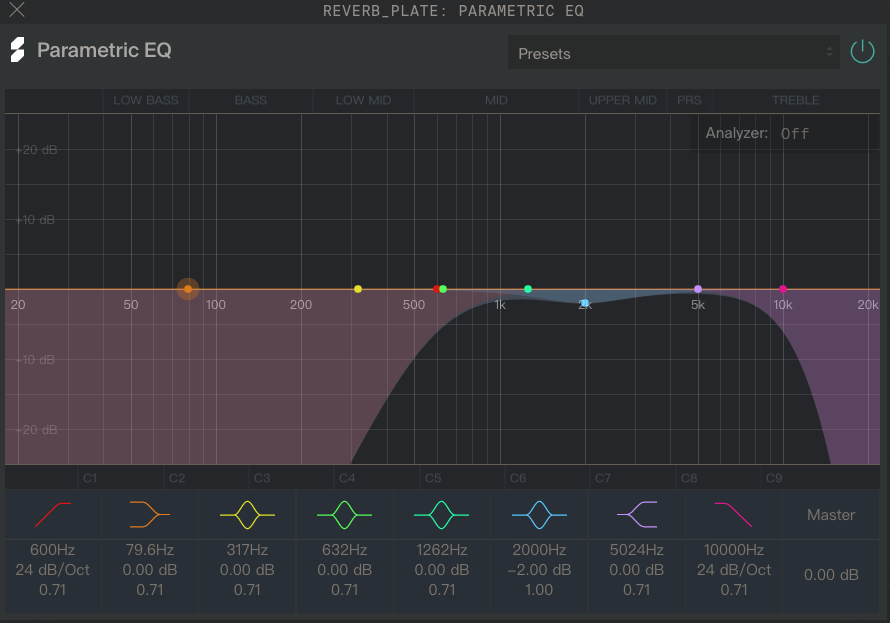 REVERB_PLATE: PARAMETRIC EQ
Parametric EQ
Presets
LOW BASS BASS LOW MID MID UPPER MID PRS TREBLE
Analyzer: Off
+20 dB
+10 dB
20 50 100 200 500 1k 2k 5k 10k 20k
-10 dB
-20 dB
C1 C2 C3 C4 C5 C6 C7 C8 C9
Master
600Hz 79.6Hz 317Hz 632Hz 1262Hz 2000Hz 5024Hz 10000Hz
24 dB/Oct 0.00 dB 0.00 dB 0.00 dB 0.00 dB −2.00 dB 0.00 dB 24 dB/Oct 0.00 dB
0.71 0.71 0.71 0.71 0.71 1.00 0.71 0.71